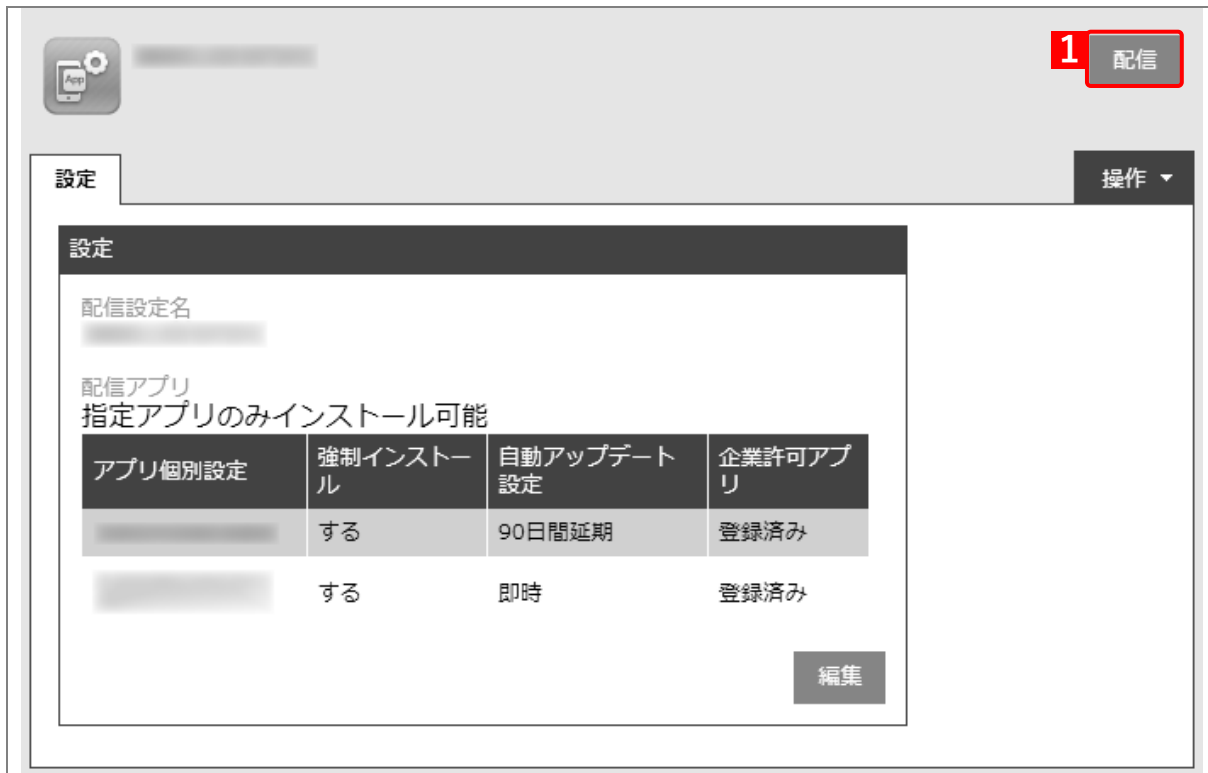 App
1
配信
設定
操作
設定
配信設定名
配信アプリ
指定アプリのみインストール可能
アプリ個別設定
強制インストー
ル
自動アップデート
設定
企業許可アプ
リ
する
90日間延期
登録済み
する
即時
登録済み
編集